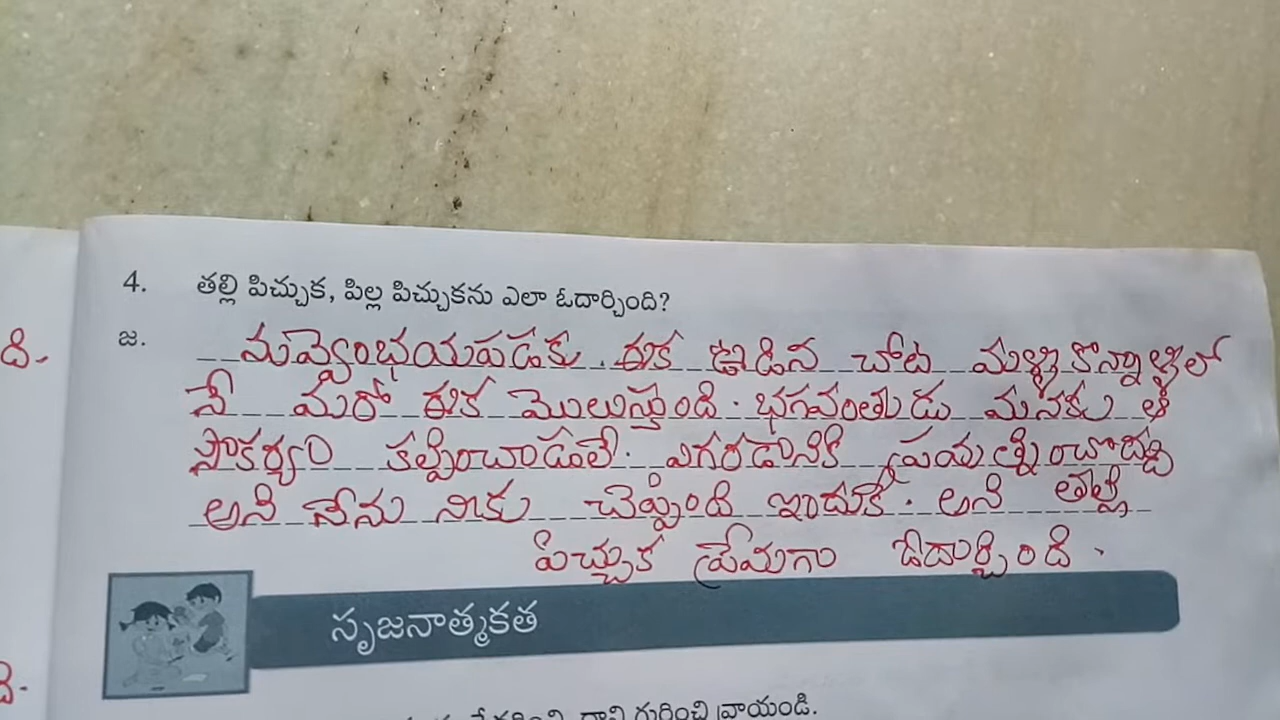 4. తల్లి పిచ్చుక, పిల్ల పిచ్చుకను ఎలా ఓదార్చింది?
ది.
జ. నువ్వేంభయపడకు. ఈక ఊడిన చోట మళ్ళీ కొన్నాళ్ళలో
నే మరో ఈక మొలుస్తుంది. భగవంతుడు మనకు ఆ
సౌకర్యం కల్పించాడులే. ఎగరడానికి ప్రయత్నించొద్దు
అని నేను నీకు చెప్పింది ఇందుకే. అని తల్లి
పిచ్చుక ప్రేమగా ఓదార్చింది.
సృజనాత్మకత
ది.
గురించి వ్రాయండి.